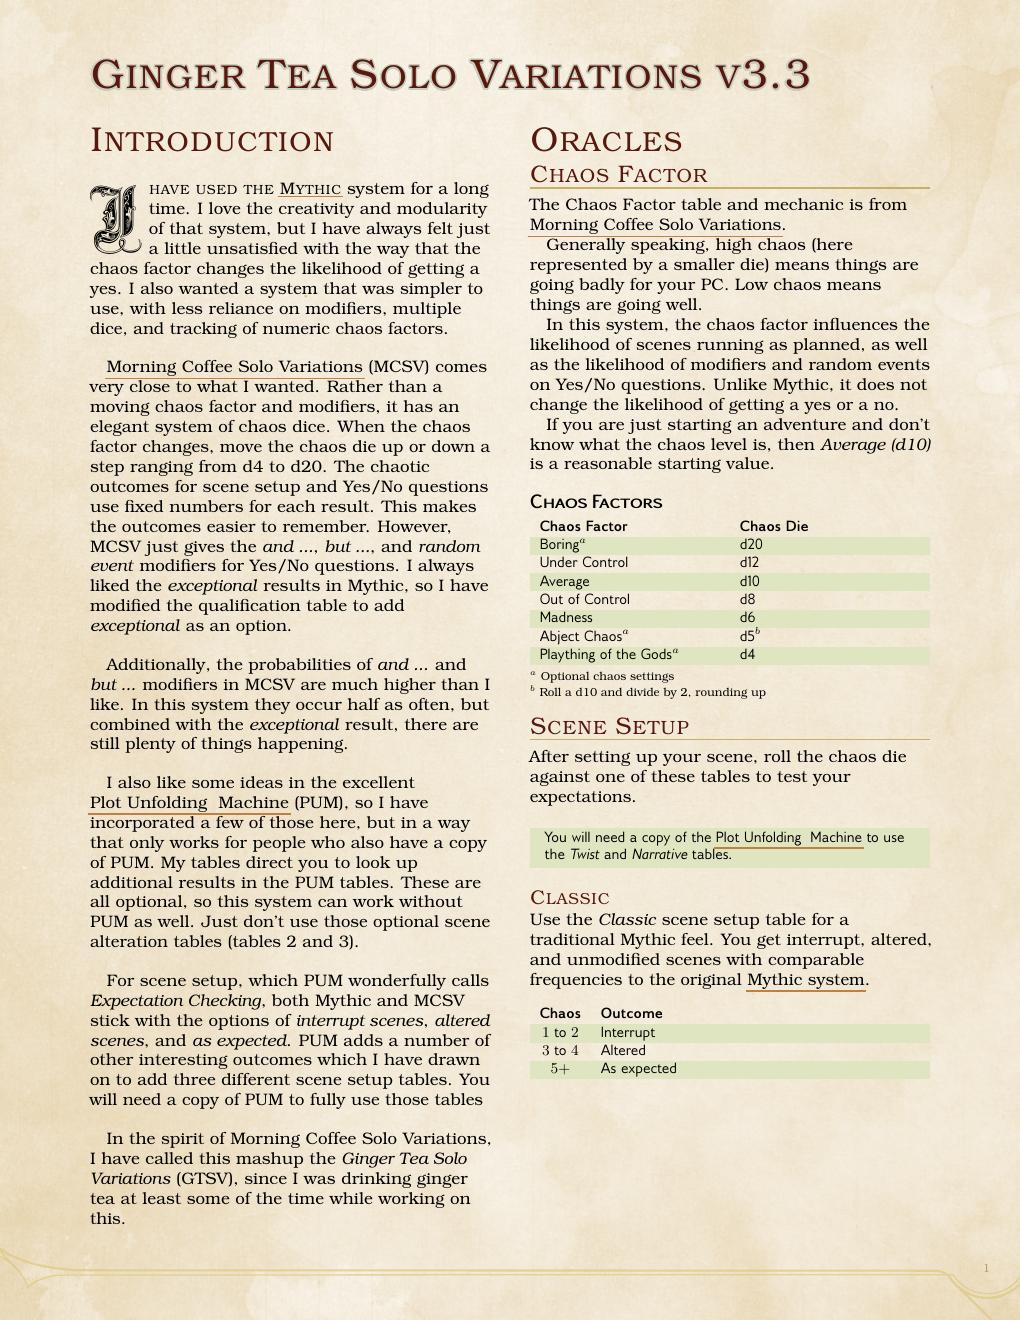 Ginger Tea Solo Variations v3.3
Introduction
I have used the Mythic system for a long
time. I love the creativity and modularity
of that system, but I have always felt just
a little unsatisfied with the way that the
chaos factor changes the likelihood of getting a
yes. I also wanted a system that was simpler to
use, with less reliance on modifiers, multiple
dice, and tracking of numeric chaos factors.
Morning Coffee Solo Variations (MCSV) comes
very close to what I wanted. Rather than a
moving chaos factor and modifiers, it has an
elegant system of chaos dice. When the chaos
factor changes, move the chaos die up or down a
step ranging from d4 to d20. The chaotic
outcomes for scene setup and Yes/No questions
use fixed numbers for each result. This makes
the outcomes easier to remember. However,
MCSV just gives the and ..., but ..., and random
event modifiers for Yes/No questions. I always
liked the exceptional results in Mythic, so I have
modified the qualification table to add
exceptional as an option.
Additionally, the probabilities of and ... and
but ... modifiers in MCSV are much higher than I
like. In this system they occur half as often, but
combined with the exceptional result, there are
still plenty of things happening.
I also like some ideas in the excellent
Plot Unfolding Machine (PUM), so I have
incorporated a few of those here, but in a way
that only works for people who also have a copy
of PUM. My tables direct you to look up
additional results in the PUM tables. These are
all optional, so this system can work without
PUM as well. Just don't use those optional scene
alteration tables (tables 2 and 3).
For scene setup, which PUM wonderfully calls
Expectation Checking, both Mythic and MCSV
stick with the options of interrupt scenes, altered
scenes, and as expected. PUM adds a number of
other interesting outcomes which I have drawn
on to add three different scene setup tables. You
will need a copy of PUM to fully use those tables
In the spirit of Morning Coffee Solo Variations,
I have called this mashup the Ginger Tea Solo
Variations (GTSV), since I was drinking ginger
tea at least some of the time while working on
this.
Oracles
Chaos Factor
The Chaos Factor table and mechanic is from
Morning Coffee Solo Variations.
Generally speaking, high chaos (here
represented by a smaller die) means things are
going badly for your PC. Low chaos means
things are going well.
In this system, the chaos factor influences the
likelihood of scenes running as planned, as well
as the likelihood of modifiers and random events
on Yes/No questions. Unlike Mythic, it does not
change the likelihood of getting a yes or a no.
If you are just starting an adventure and don't
know what the chaos level is, then Average (d10)
is a reasonable starting value.
Chaos Factors
Chaos Factor Chaos Die
Boring a d20
Under Control d12
Average d10
Out of Control d8
Madness d6
Abject Chaos a d5 b
Plaything of the Gods a d4
a Optional chaos settings
b Roll a d10 and divide by 2, rounding up
Scene Setup
After setting up your scene, roll the chaos die
against one of these tables to test your
expectations.
You will need a copy of the Plot Unfolding Machine to use
the Twist and Narrative tables.
Classic
Use the Classic scene setup table for a
traditional Mythic feel. You get interrupt, altered,
and unmodified scenes with comparable
frequencies to the original Mythic system.
Chaos Outcome
1 to 2 Interrupt
3 to 4 Altered
5+ As expected
1